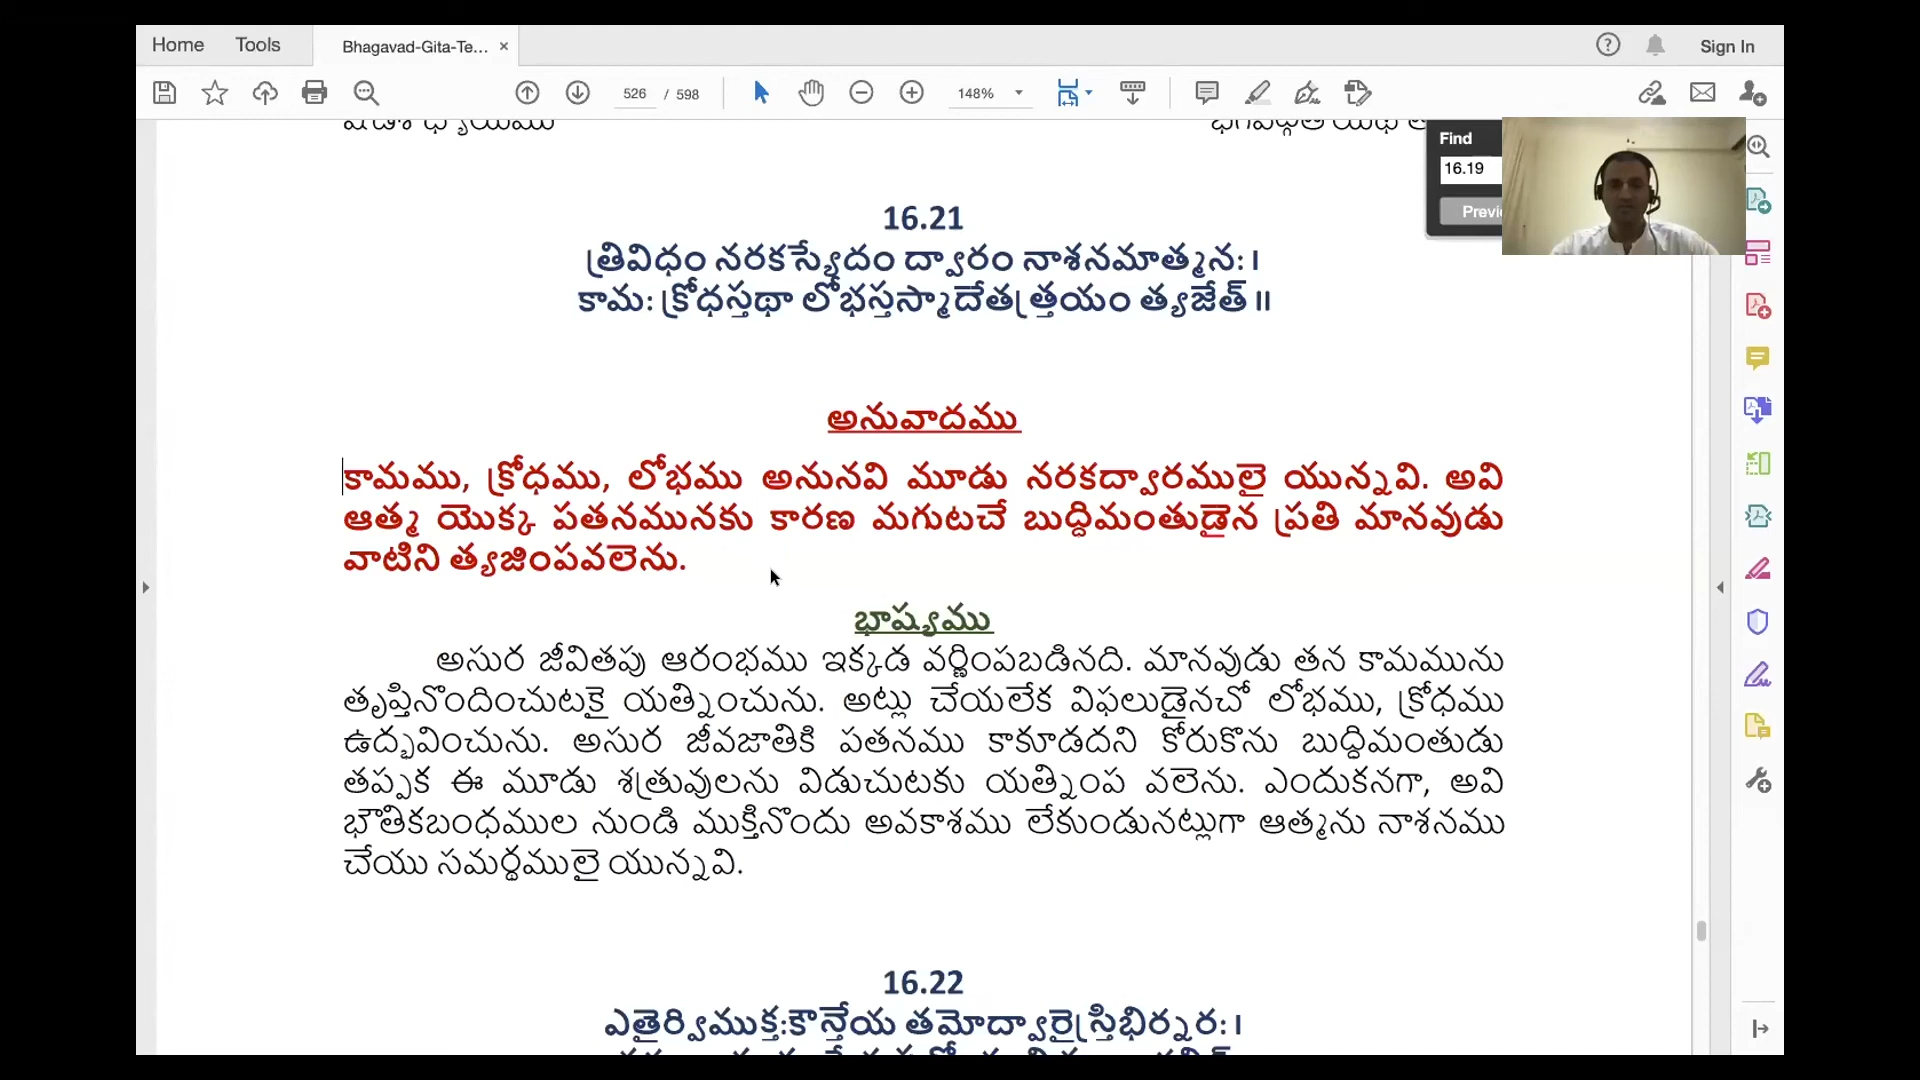 Home Tools Bhagavad-Gita-Te... × Sign In
526 / 598 148%
Find
16.19
16.21
త్రివిధం నరకస్యేదం ద్వారం నాశనమాత్మన: ।
కామ: క్రోధస్తథా లోభస్తస్మాదేతత్త్రయం త్యజేత్ ॥
అనువాదము
కామము, క్రోధము, లోభము అనునవి మూడు నరకద్వారములై యున్నవి. అవి
ఆత్మ యొక్క పతనమునకు కారణ మగుటచే బుద్ధిమంతుడైన ప్రతి మానవుడు
వాటిని త్యజింపవలెను.
భాష్యము
అసుర జీవితపు ఆరంభము ఇక్కడ వర్ణింపబడినది. మానవుడు తన కామమును
తృప్తినొందించుటకై యత్నించును. అట్లు చేయలేక విఫలుడైనచో లోభము, క్రోధము
ఉద్భవించును. అసుర జీవజాతికి పతనము కాకూడదని కోరుకొను బుద్ధిమంతుడు
తప్పక ఈ మూడు శత్రువులను విడుచుటకు యత్నింప వలెను. ఎందుకనగా, అవి
భౌతికబంధముల నుండి ముక్తినొందు అవకాశము లేకుండునట్లుగా ఆత్మను నాశనము
చేయు సమర్థములై యున్నవి.
16.22
ఎతైర్విముక్త:కౌన్తేయ తమోద్వారైస్త్రిభిర్నర: ।